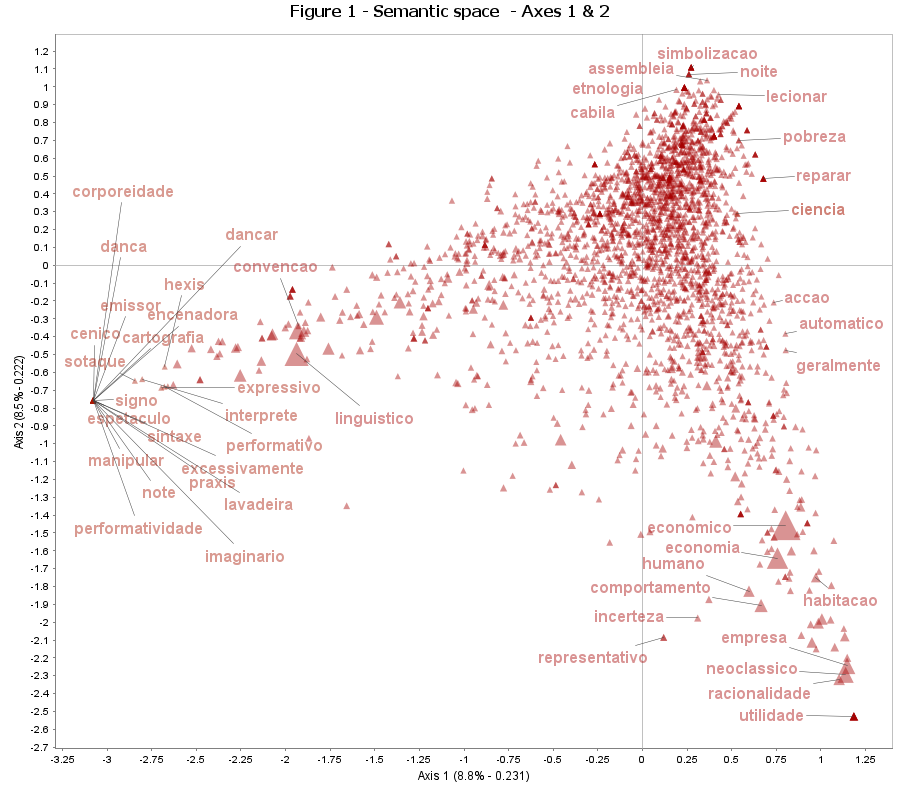 Figure 1 - Semantic space - Axes 1 & 2
1.2
1.1
1
0.9
0.8
0.7
0.6
0.5
0.4
0.3
0.2
0.1
0
-0.1
-0.2
-0.3
-0.4
-0.5
-0.6
-0.7
-0.8
-0.9
-1
-1.1
-1.2
-1.3
-1.4
-1.5
-1.6
-1.7
-1.8
-1.9
-2
-2.1
-2.2
-2.3
-2.4
-2.5
-2.6
-2.7
Axis 2 (8.5% - 0.222)
simbolizacao
assembleia
noite
etnologia
lecionar
cabila
pobreza
reparar
corporeidade
ciencia
dancar
danca
convencao
hexis
accao
emissor
encenadora
automatico
cenico
cartografia
sotaque
geralmente
expressivo
signo
interprete
espetaculo
linguistico
sintaxe
performativo
manipular
excessivamente
praxis
note
lavadeira
performatividade
economico
economia
imaginario
humano
comportamento
habitacao
incerteza
empresa
representativo
neoclassico
racionalidade
utilidade
-3.25 -3 -2.75 -2.5 -2.25 -2 -1.75 -1.5 -1.25 -1 -0.75 -0.5 -0.25 0 0.25 0.5 0.75 1 1.25
Axis 1 (8.8% - 0.231)